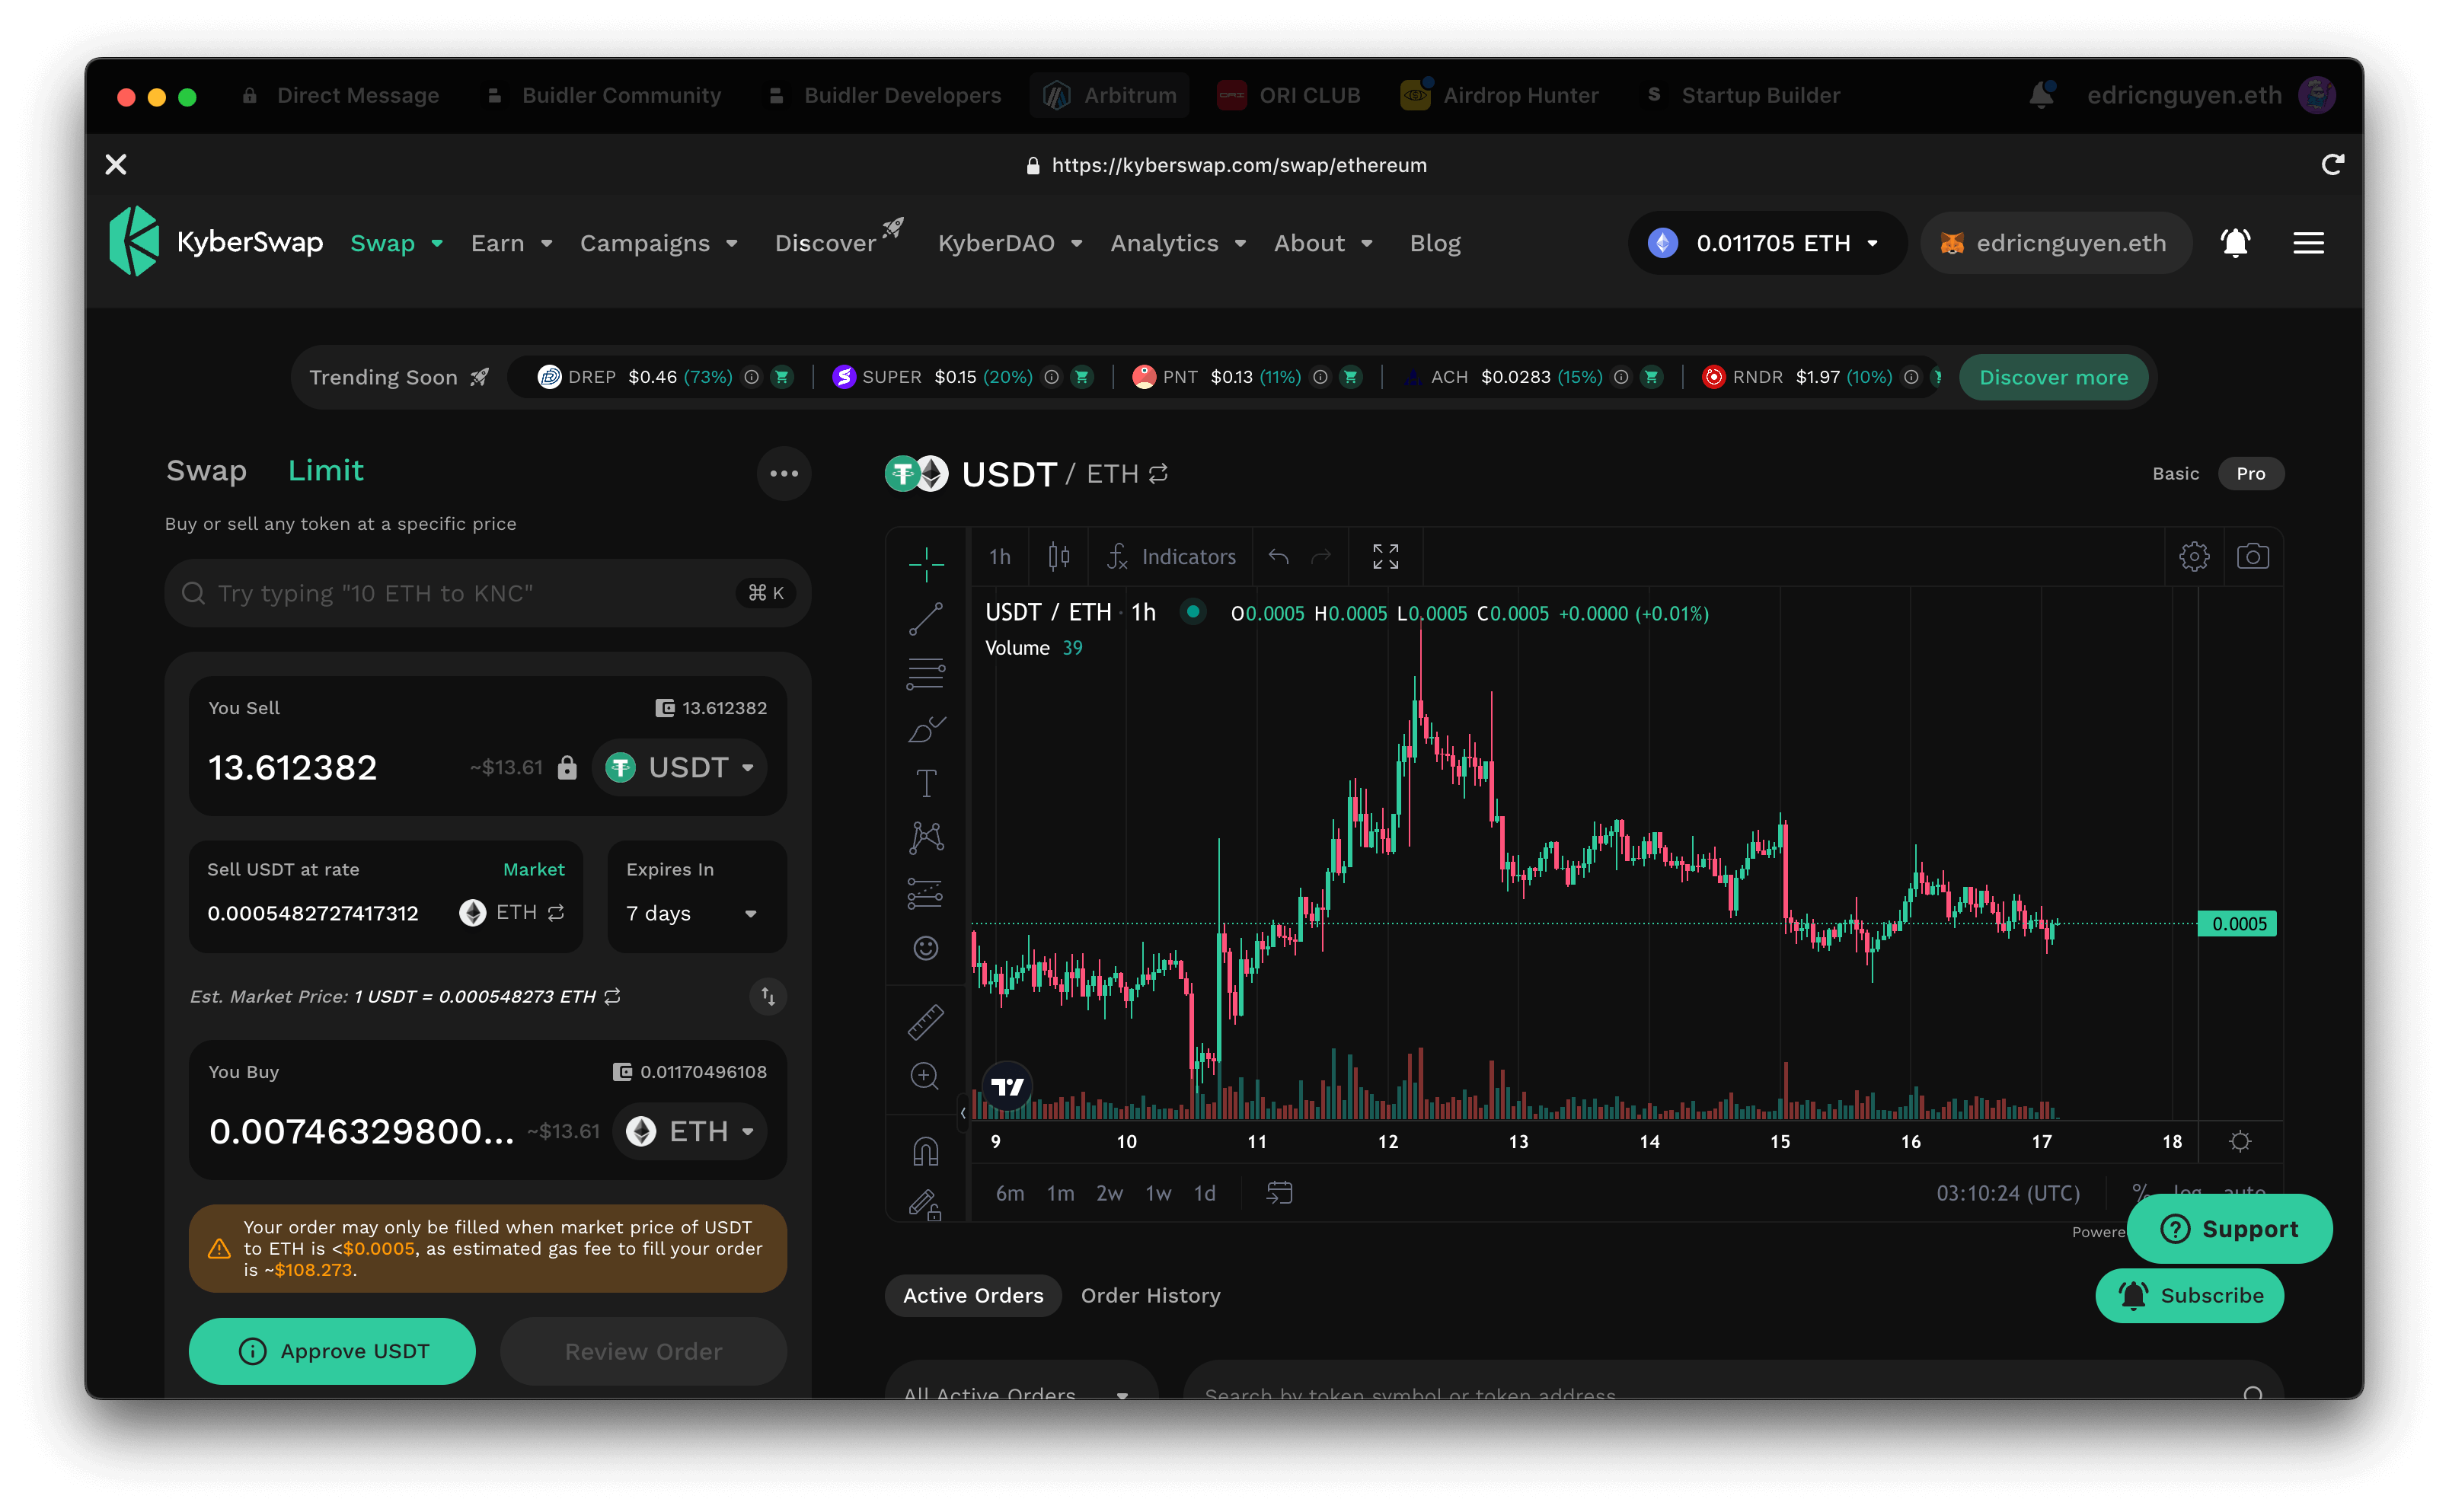 Direct Message Buidler Community Buidler Developers Arbitrum ORI CLUB Airdrop Hunter S Startup Builder edricnguyen.eth
https://kyberswap.com/swap/ethereum
KyberSwap Swap Earn Campaigns Discover KyberDAO Analytics About Blog 0.011705 ETH edricnguyen.eth
Trending Soon DREP $0.46 (73%) SUPER $0.15 (20%) PNT $0.13 (11%) ACH $0.0283 (15%) RNDR $1.97 (10%) Discover more
Swap Limit
Buy or sell any token at a specific price
Try typing "10 ETH to KNC" ⌘ K
You Sell 13.612382
13.612382 ~$13.61 USDT
Sell USDT at rate Market
0.0005482727417312 ETH
Expires In
7 days
Est. Market Price: 1 USDT = 0.000548273 ETH
You Buy 0.01170496108
0.00746329800... ~$13.61 ETH
Your order may only be filled when market price of USDT
to ETH is <$0.0005, as estimated gas fee to fill your order
is ~$108.273.
Approve USDT Review Order
USDT / ETH Basic Pro
1h Indicators
USDT / ETH · 1h O0.0005 H0.0005 L0.0005 C0.0005 +0.0000 (+0.01%)
Volume 39
0.0005
9 10 11 12 13 14 15 16 17 18
6m 1m 2w 1w 1d 03:10:24 (UTC) % log auto
Powere
Support
Active Orders Order History Subscribe
All Active Orders Search by token symbol or token address